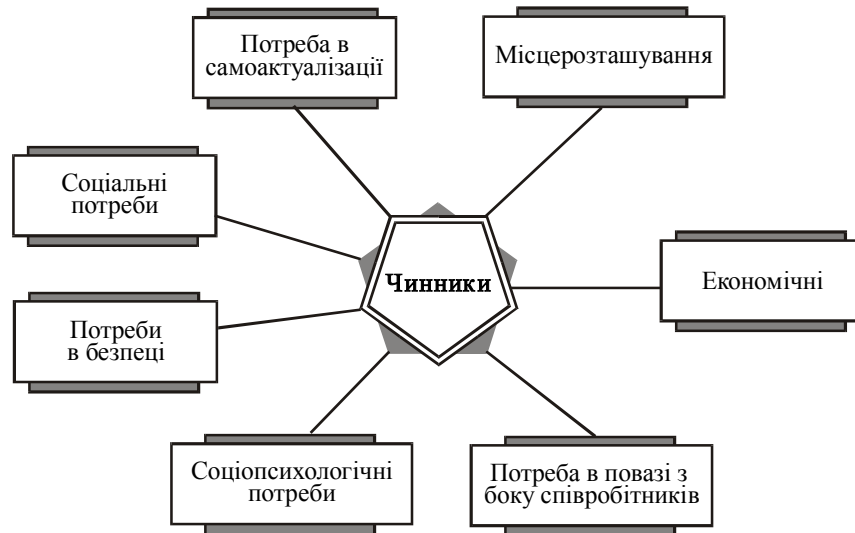 Потреба в
самоактуалізації
Місцерозташування
Соціальні
потреби
Чинники
Економічні
Потреби
в безпеці
Соціопсихологічні
потреби
Потреба в повазі з
боку співробітників